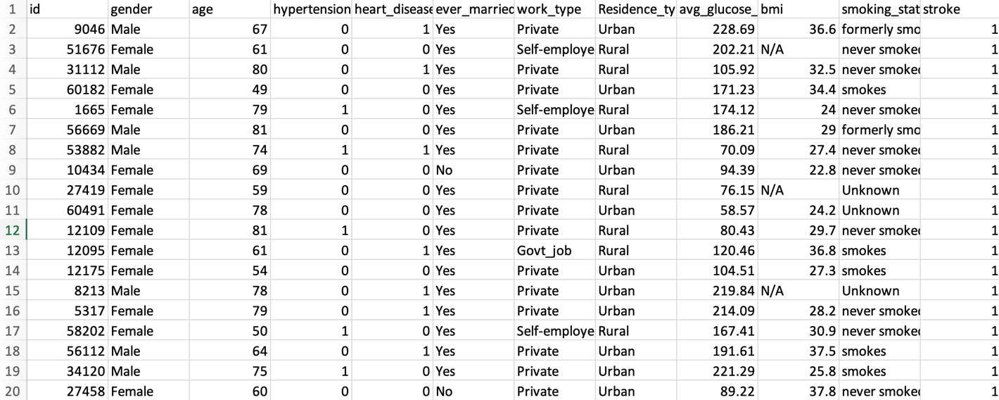 1 id gender age hypertension heart_disease ever_married work_type Residence_ty avg_glucose_ bmi smoking_stat stroke
2 9046 Male 67 0 1 Yes Private Urban 228.69 36.6 formerly smo 1
3 51676 Female 61 0 0 Yes Self-employe Rural 202.21 N/A never smoked 1
4 31112 Male 80 0 1 Yes Private Rural 105.92 32.5 never smoked 1
5 60182 Female 49 0 0 Yes Private Urban 171.23 34.4 smokes 1
6 1665 Female 79 1 0 Yes Self-employe Rural 174.12 24 never smoked 1
7 56669 Male 81 0 0 Yes Private Urban 186.21 29 formerly smo 1
8 53882 Male 74 1 1 Yes Private Rural 70.09 27.4 never smoked 1
9 10434 Female 69 0 0 No Private Urban 94.39 22.8 never smoked 1
10 27419 Female 59 0 0 Yes Private Rural 76.15 N/A Unknown 1
11 60491 Female 78 0 0 Yes Private Urban 58.57 24.2 Unknown 1
12 12109 Female 81 1 0 Yes Private Rural 80.43 29.7 never smoked 1
13 12095 Female 61 0 1 Yes Govt_job Rural 120.46 36.8 smokes 1
14 12175 Female 54 0 0 Yes Private Urban 104.51 27.3 smokes 1
15 8213 Male 78 0 1 Yes Private Urban 219.84 N/A Unknown 1
16 5317 Female 79 0 1 Yes Private Urban 214.09 28.2 never smoked 1
17 58202 Female 50 1 0 Yes Self-employe Rural 167.41 30.9 never smoked 1
18 56112 Male 64 0 1 Yes Private Urban 191.61 37.5 smokes 1
19 34120 Male 75 1 0 Yes Private Urban 221.29 25.8 smokes 1
20 27458 Female 60 0 0 No Private Urban 89.22 37.8 never smoked 1